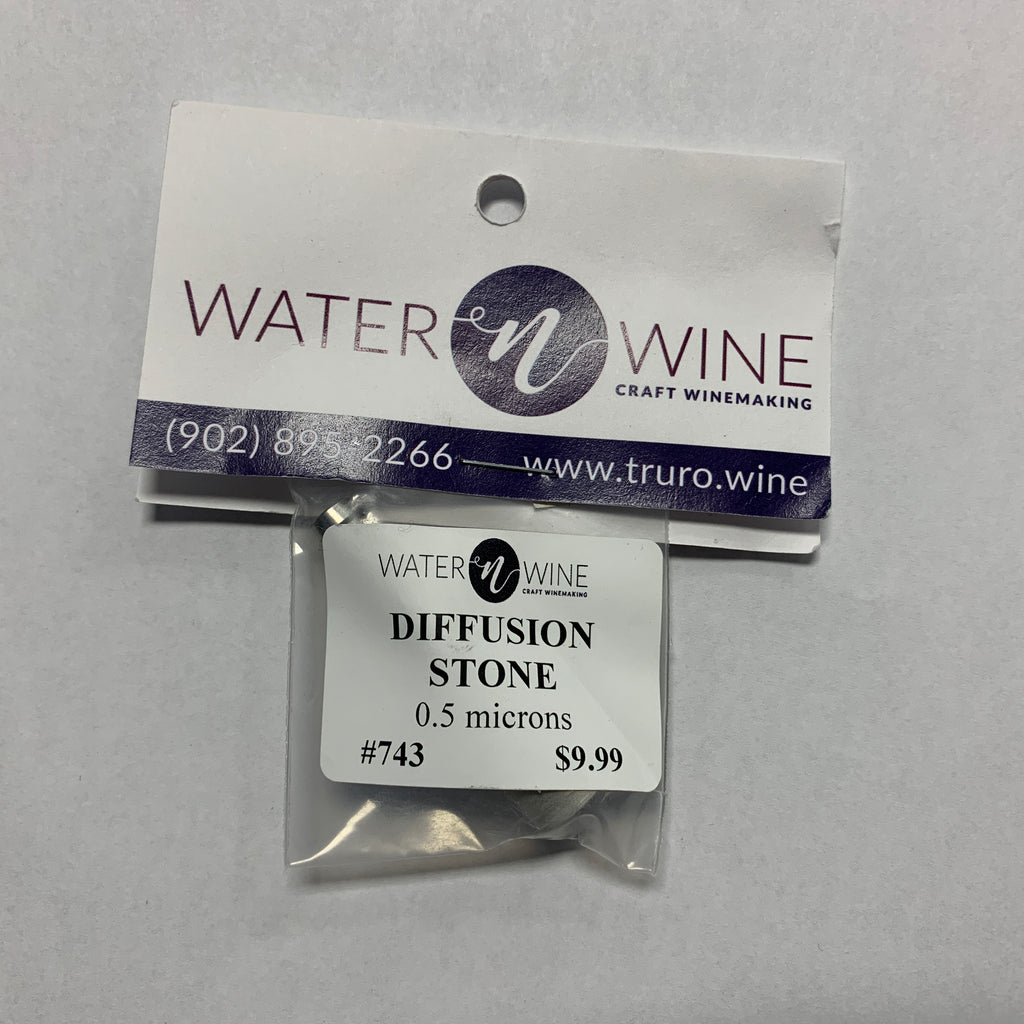 WATER n WINE
CRAFT WINEMAKING
(902) 895-2266 www.truro.wine
WATER n WINE
CRAFT WINEMAKING
DIFFUSION
STONE
0.5 microns
#743 $9.99